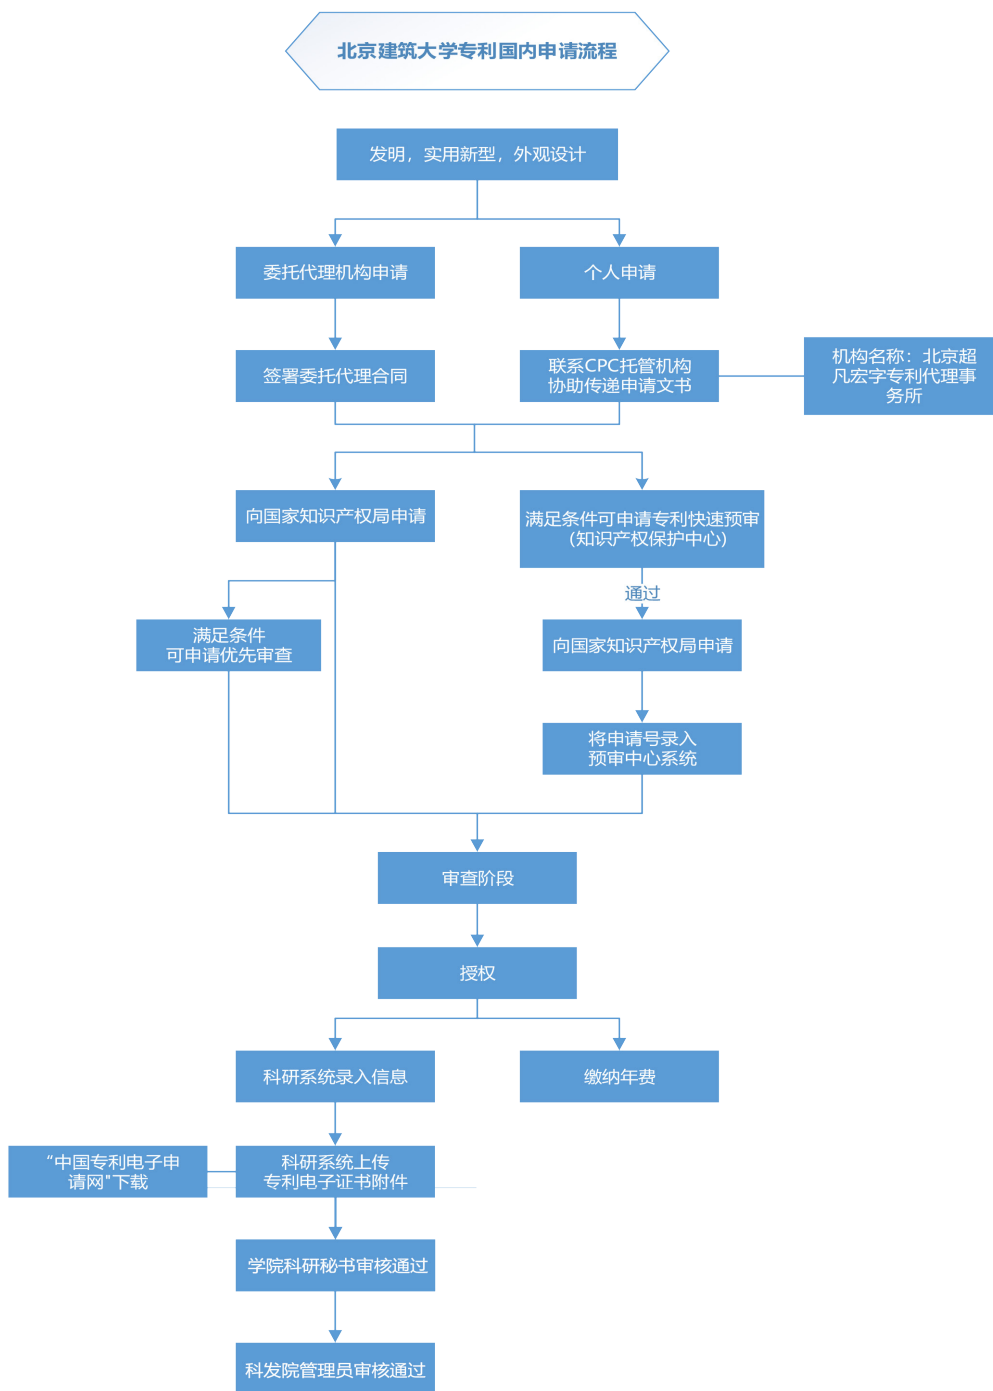 北京建筑大学专利国内申请流程
发明，实用新型，外观设计
委托代理机构申请
个人申请
签署委托代理合同
联系CPC托管机构
协助传递申请文书
机构名称：北京超
凡宏宇专利代理事
务所
向国家知识产权局申请
满足条件可申请专利快速预审
（知识产权保护中心）
通过
满足条件
可申请优先审查
向国家知识产权局申请
将申请号录入
预审中心系统
审查阶段
授权
科研系统录入信息
缴纳年费
“中国专利电子申
请网"下载
科研系统上传
专利电子证书附件
学院科研秘书审核通过
科发院管理员审核通过